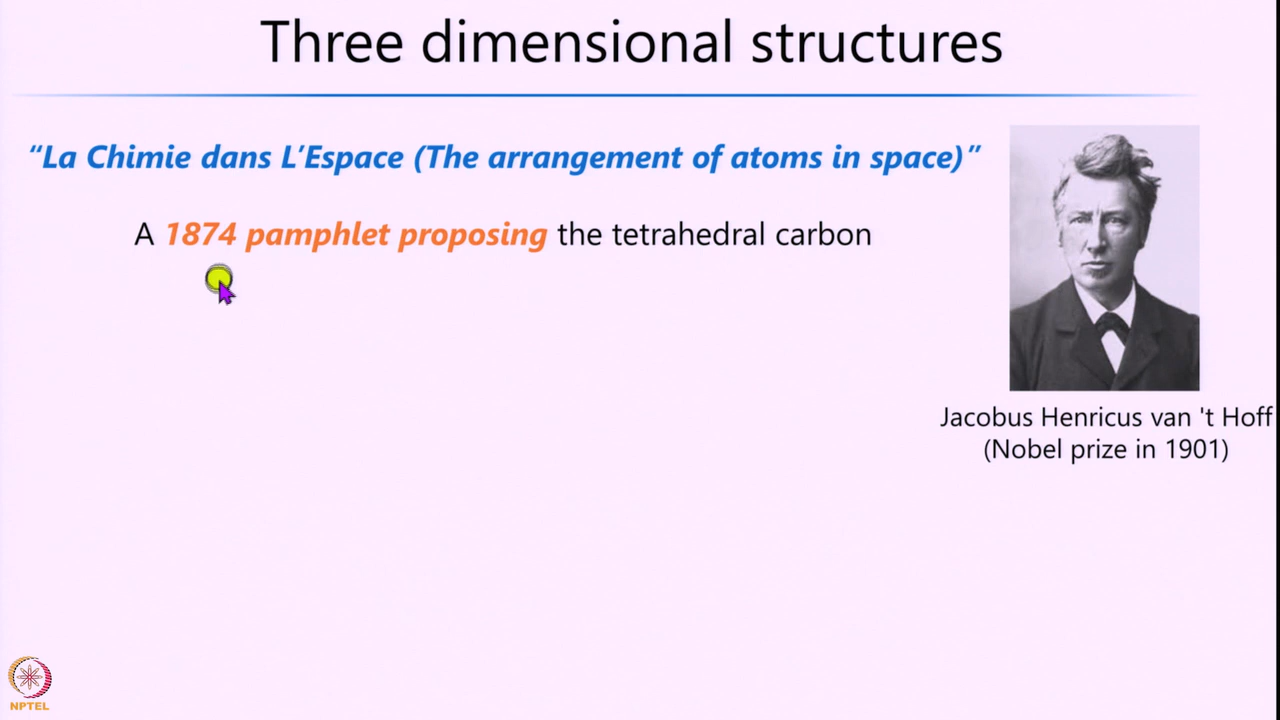 Three dimensional structures
“La Chimie dans L’Espace (The arrangement of atoms in space)”
A 1874 pamphlet proposing the tetrahedral carbon
Jacobus Henricus van 't Hoff
(Nobel prize in 1901)
NPTEL